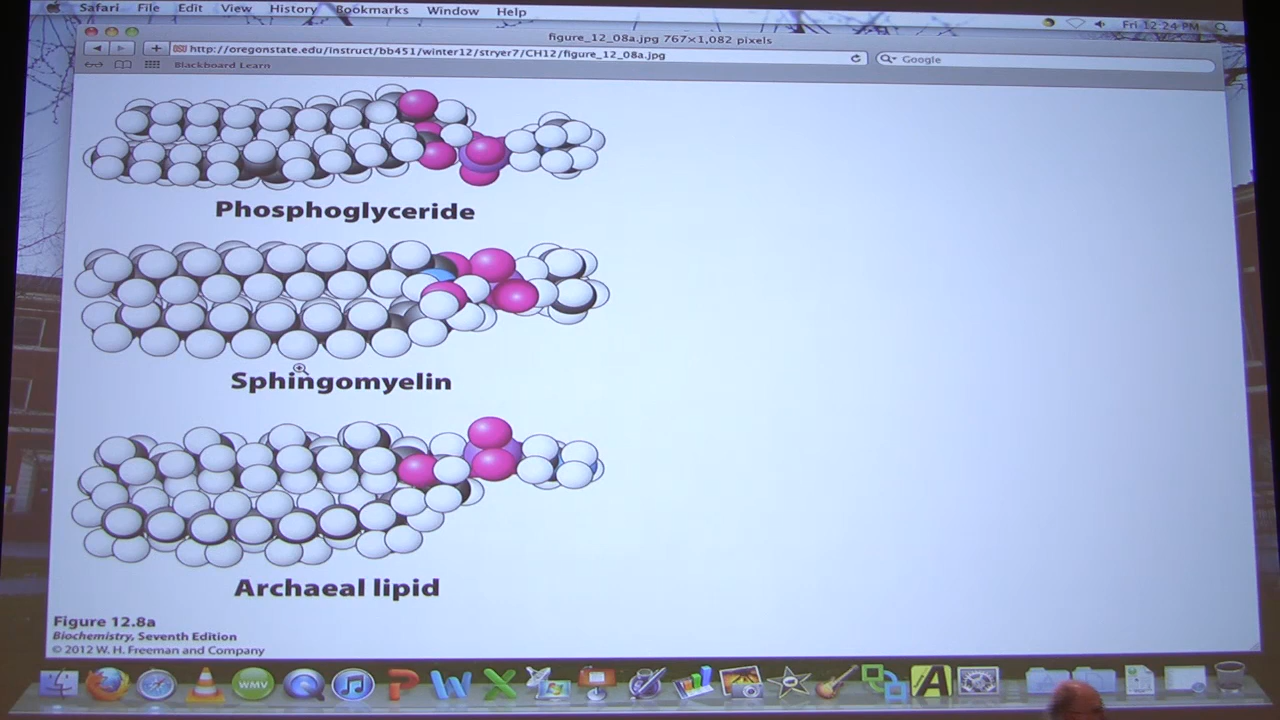 Safari File Edit View History Bookmarks Window Help Fri 12:24 PM
figure_12_08a.jpg 767×1,082 pixels
http://oregonstate.edu/instruct/bb451/winter12/stryer7/CH12/figure_12_08a.jpg Google
Blackboard Learn
Phosphoglyceride
Sphingomyelin
Archaeal lipid
Figure 12.8a
Biochemistry, Seventh Edition
© 2012 W. H. Freeman and Company
WMV